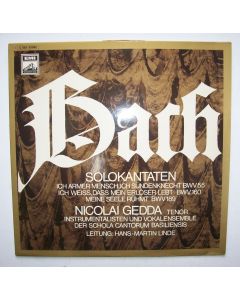 EMI
Bach
SOLOKANTATEN
ICH ARMER MENSCH, ICH SÜNDENKNECHT BWV 55
ICH WEISS, DASS MEIN ERLÖSER LEBT · BWV 160
MEINE SEELE RÜHMT · BWV 189
NICOLAI GEDDA TENOR
INSTRUMENTALISTEN UND VOKALENSEMBLE
DER SCHOLA CANTORUM BASILIENSIS
LEITUNG: HANS-MARTIN LINDE